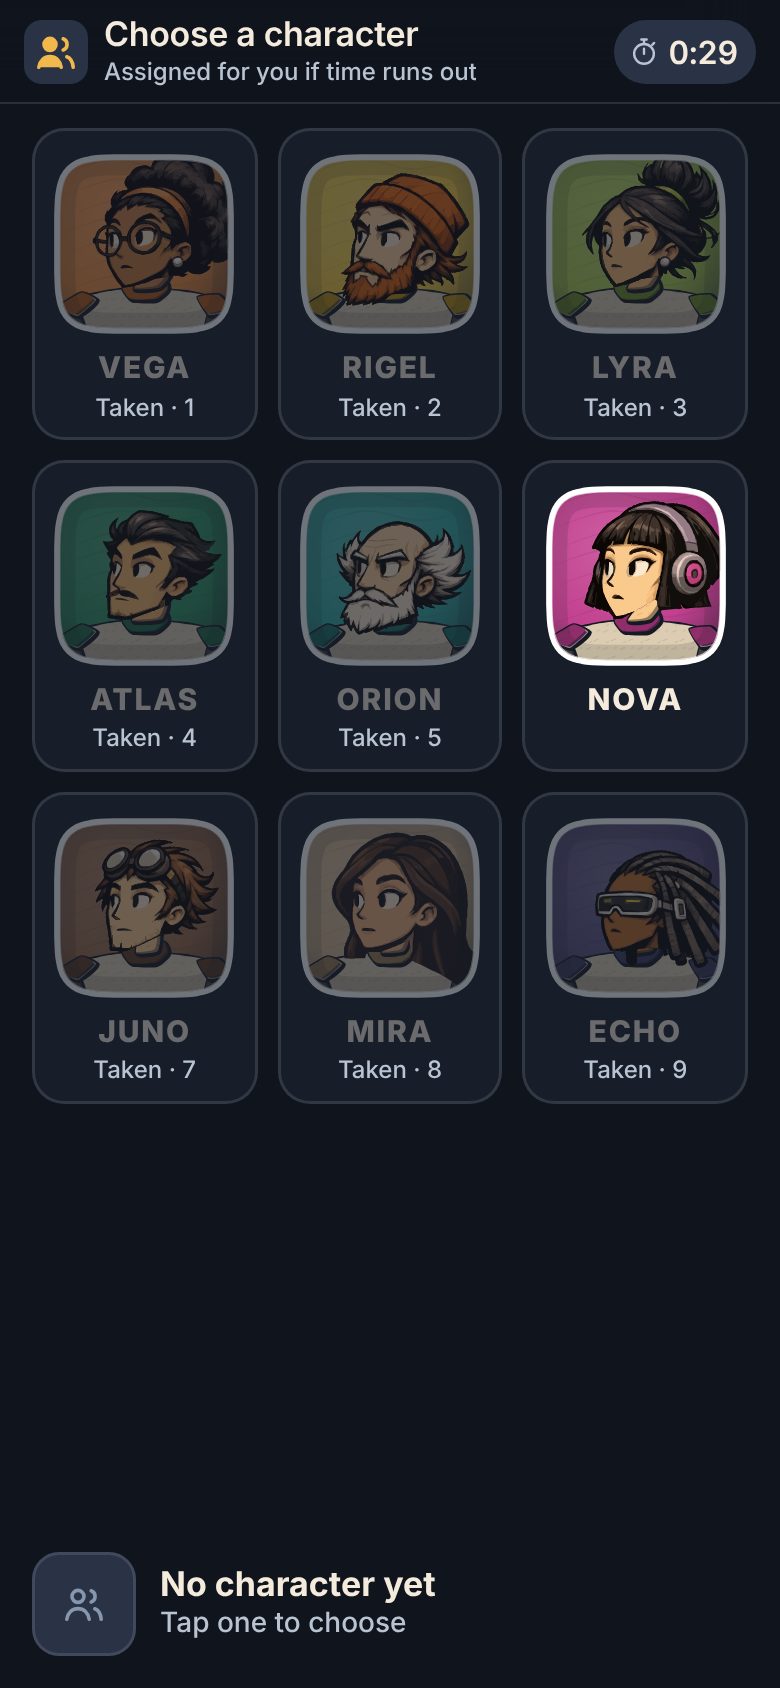 Choose a character
Assigned for you if time runs out
0:29
VEGA
Taken · 1
RIGEL
Taken · 2
LYRA
Taken · 3
ATLAS
Taken · 4
ORION
Taken · 5
NOVA
JUNO
Taken · 7
MIRA
Taken · 8
ECHO
Taken · 9
No character yet
Tap one to choose